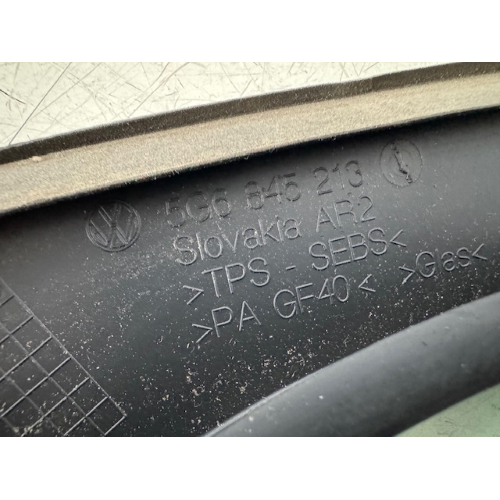 5G6 845 213
Slovakia AR2
>TPS - SEBS<
>PA GF40< >Glas<